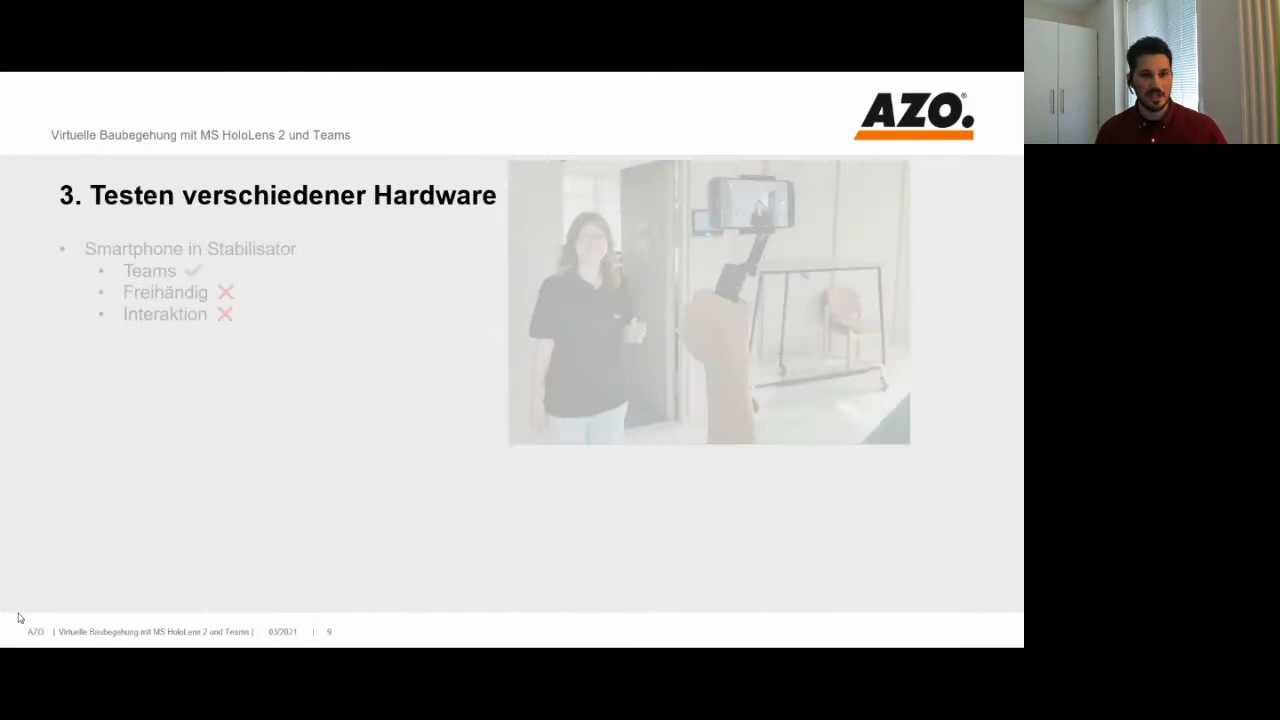 AZO.®
Virtuelle Baubegehung mit MS HoloLens 2 und Teams
3. Testen verschiedener Hardware
• Smartphone in Stabilisator
• Teams ✓
• Freihändig ✗
• Interaktion ✗
AZO | Virtuelle Baubegehung mit MS HoloLens 2 und Teams | 03/2021 | 9